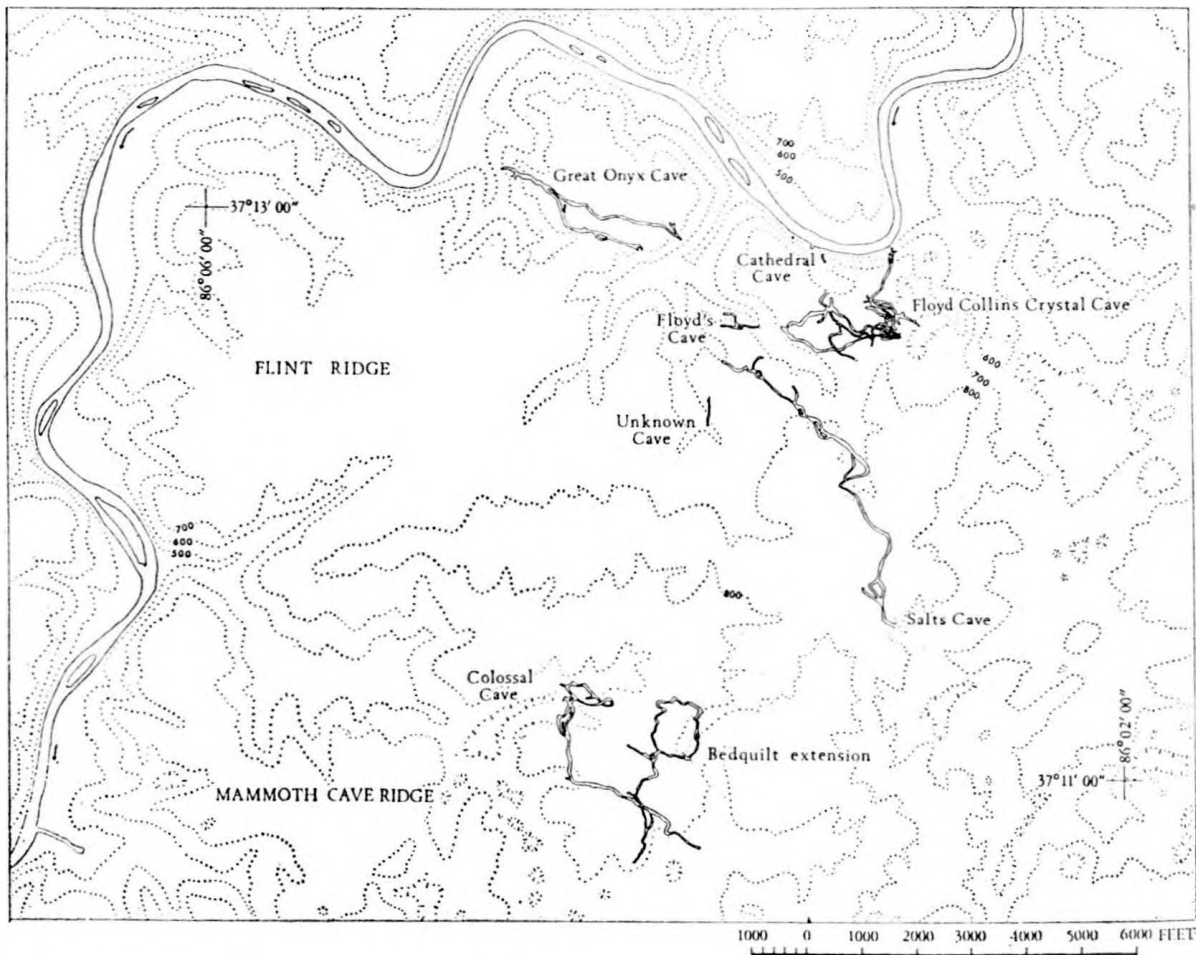 700
600
500
Great Onyx Cave
37°13' 00"
86°06' 00"
Cathedral
Cave
Floyd Collins Crystal Cave
Floyd's
Cave
FLINT RIDGE
600
700
800
Unknown
Cave
700
600
500
800
Salts Cave
Colossal
Cave
86°02' 00"
Bedquilt extension
37°11' 00"
MAMMOTH CAVE RIDGE
1000 0 1000 2000 3000 4000 5000 6000 FEET